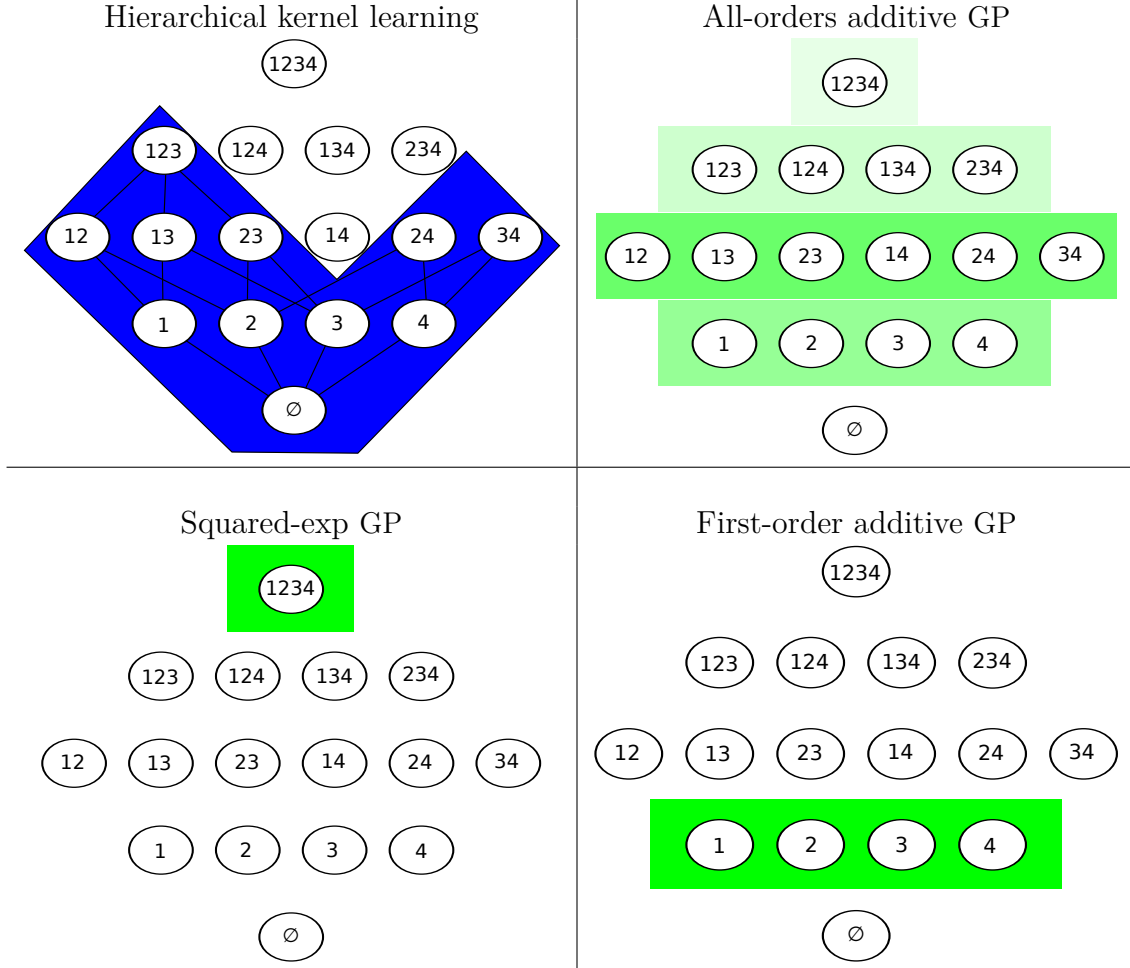 Hierarchical kernel learning
1234
123 124 134 234
12 13 23 14 24 34
1 2 3 4
∅
All-orders additive GP
1234
123 124 134 234
12 13 23 14 24 34
1 2 3 4
∅
Squared-exp GP
1234
123 124 134 234
12 13 23 14 24 34
1 2 3 4
∅
First-order additive GP
1234
123 124 134 234
12 13 23 14 24 34
1 2 3 4
∅